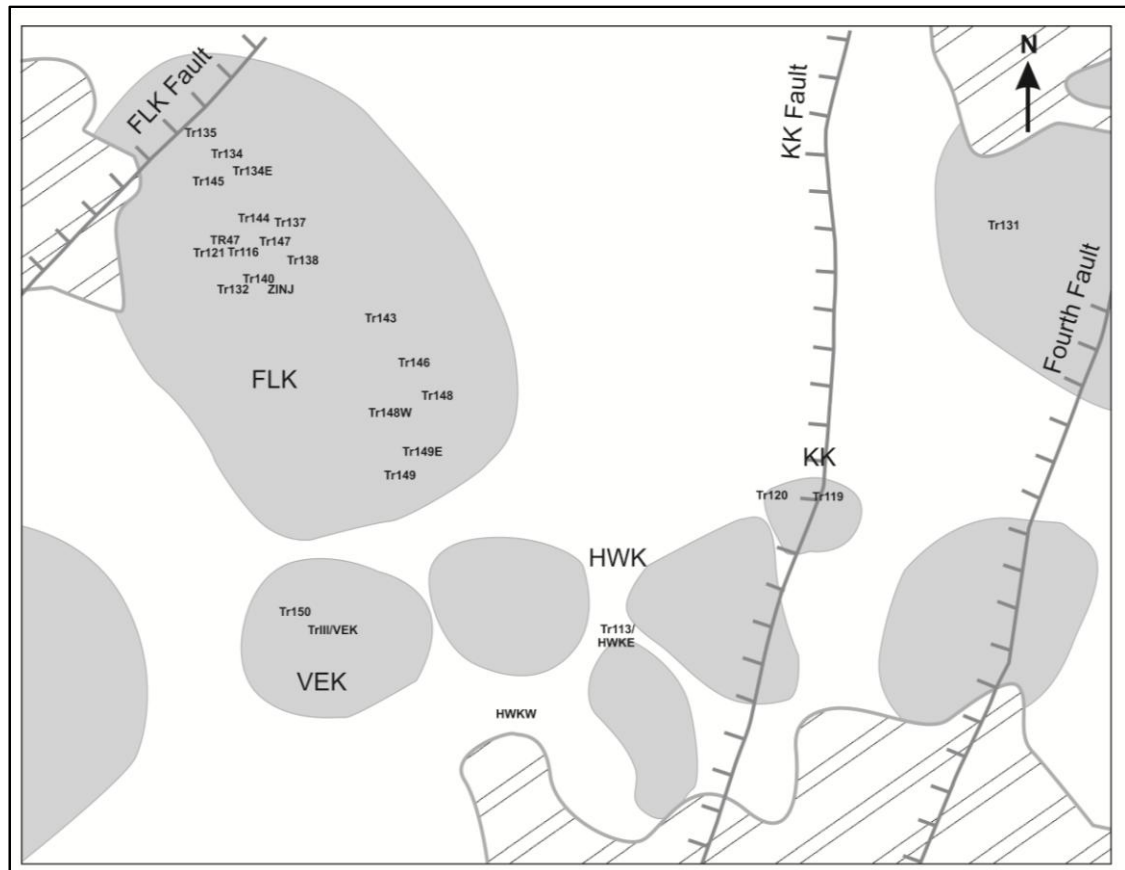 N
FLK Fault
KK Fault
Fourth Fault
Tr135
Tr134
Tr134E
Tr145
Tr144
Tr137
TR47
Tr147
Tr121
Tr116
Tr138
Tr140
Tr132
ZINJ
Tr143
Tr146
FLK
Tr148
Tr148W
Tr149E
Tr149
Tr131
KK
Tr120
Tr119
HWK
Tr150
TrIII/VEK
Tr113/
HWKE
VEK
HWKW